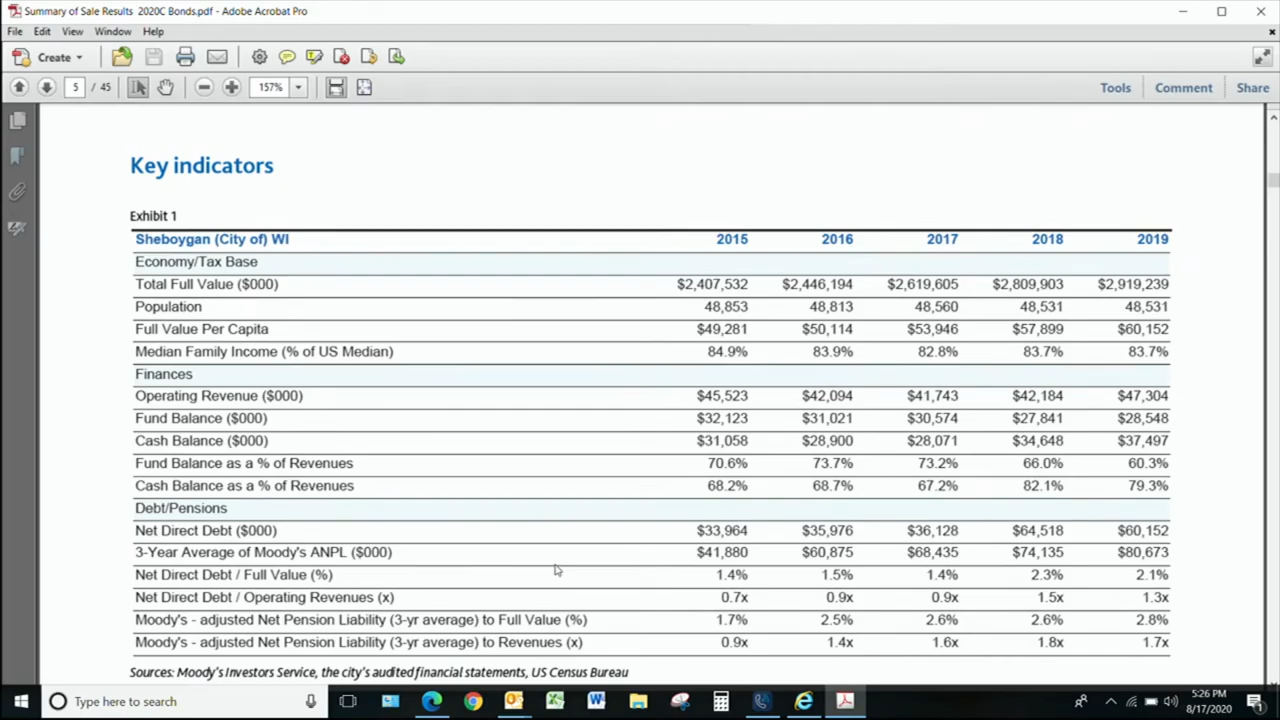 Summary of Sale Results 2020C Bonds.pdf - Adobe Acrobat Pro
File Edit View Window Help
Create
5 / 45 157% Tools Comment Share
Key indicators
Exhibit 1
Sheboygan (City of) WI 2015 2016 2017 2018 2019
Economy/Tax Base
Total Full Value ($000) $2,407,532 $2,446,194 $2,619,605 $2,809,903 $2,919,239
Population 48,853 48,813 48,560 48,531 48,531
Full Value Per Capita $49,281 $50,114 $53,946 $57,899 $60,152
Median Family Income (% of US Median) 84.9% 83.9% 82.8% 83.7% 83.7%
Finances
Operating Revenue ($000) $45,523 $42,094 $41,743 $42,184 $47,304
Fund Balance ($000) $32,123 $31,021 $30,574 $27,841 $28,548
Cash Balance ($000) $31,058 $28,900 $28,071 $34,648 $37,497
Fund Balance as a % of Revenues 70.6% 73.7% 73.2% 66.0% 60.3%
Cash Balance as a % of Revenues 68.2% 68.7% 67.2% 82.1% 79.3%
Debt/Pensions
Net Direct Debt ($000) $33,964 $35,976 $36,128 $64,518 $60,152
3-Year Average of Moody's ANPL ($000) $41,880 $60,875 $68,435 $74,135 $80,673
Net Direct Debt / Full Value (%) 1.4% 1.5% 1.4% 2.3% 2.1%
Net Direct Debt / Operating Revenues (x) 0.7x 0.9x 0.9x 1.5x 1.3x
Moody's - adjusted Net Pension Liability (3-yr average) to Full Value (%) 1.7% 2.5% 2.6% 2.6% 2.8%
Moody's - adjusted Net Pension Liability (3-yr average) to Revenues (x) 0.9x 1.4x 1.6x 1.8x 1.7x
Sources: Moody's Investors Service, the city's audited financial statements, US Census Bureau
Type here to search
5:26 PM
8/17/2020